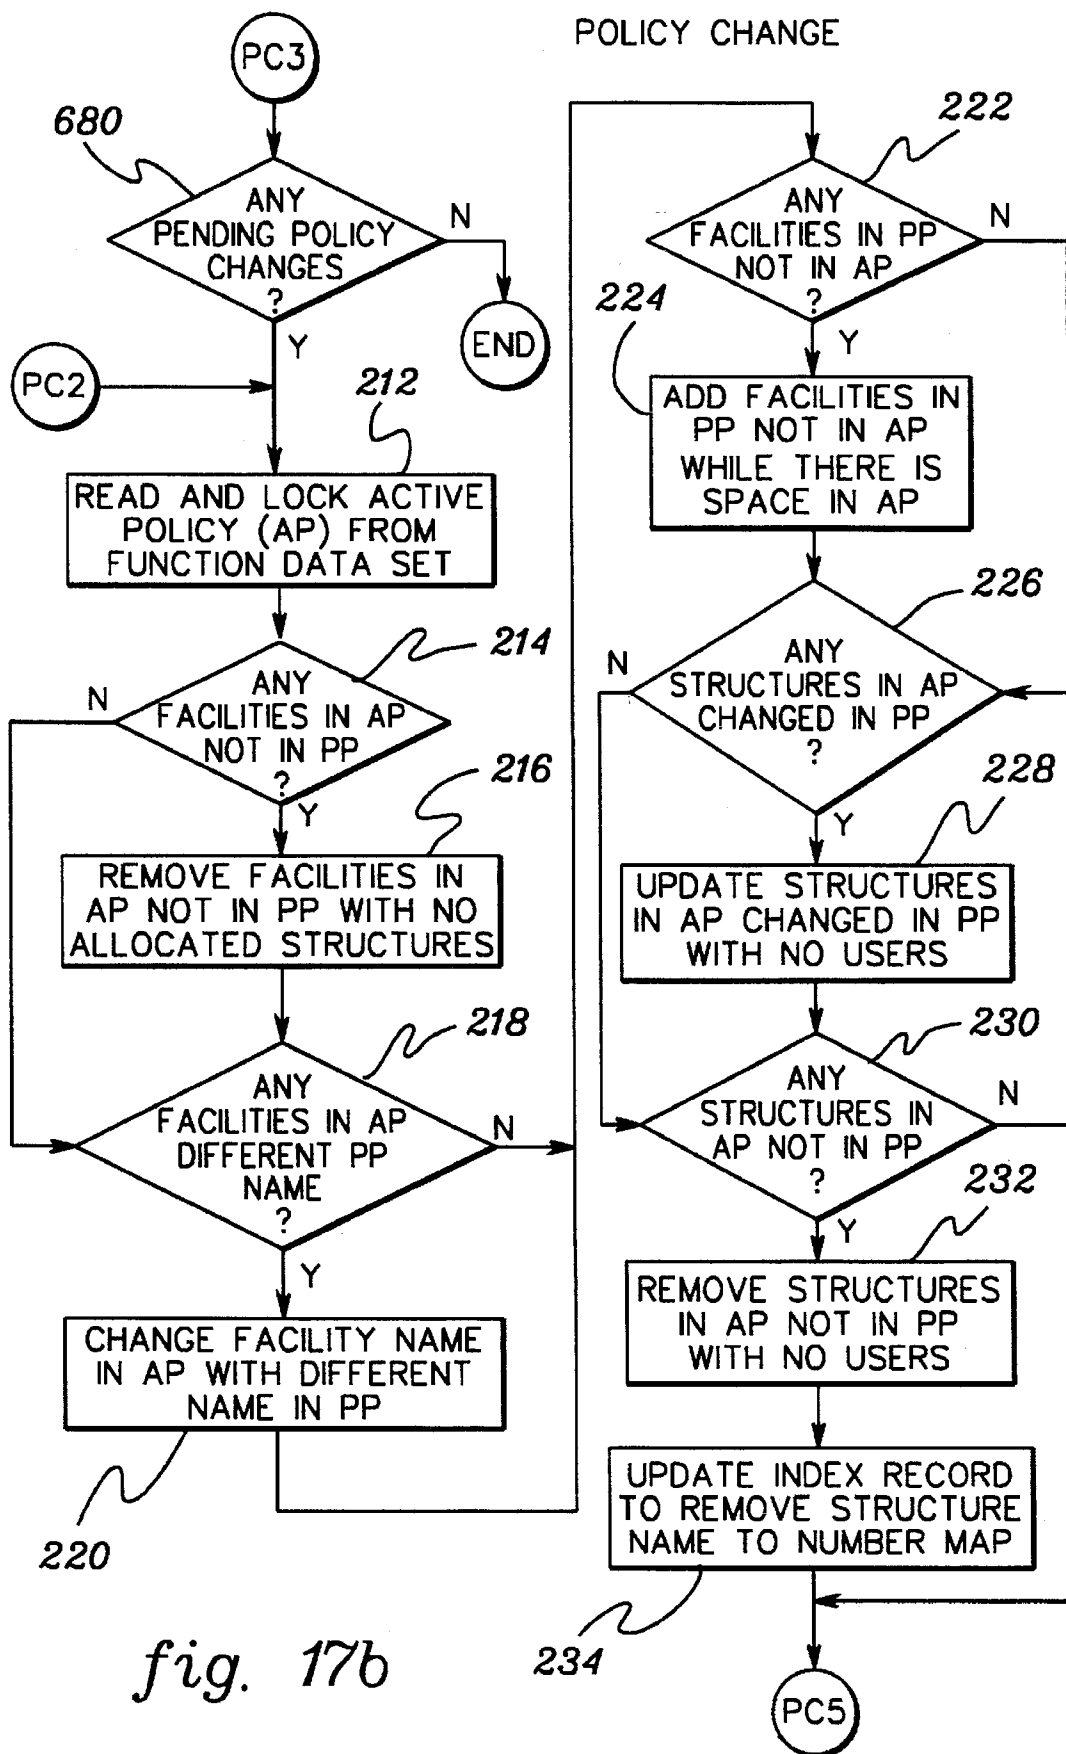 POLICY CHANGE
PC3
680
ANY
PENDING POLICY
CHANGES
?
N
Y
END
PC2
212
READ AND LOCK ACTIVE
POLICY (AP) FROM
FUNCTION DATA SET
214
N
ANY
FACILITIES IN AP
NOT IN PP
?
Y
216
REMOVE FACILITIES IN
AP NOT IN PP WITH NO
ALLOCATED STRUCTURES
218
ANY
FACILITIES IN AP
DIFFERENT PP
NAME
?
N
Y
CHANGE FACILITY NAME
IN AP WITH DIFFERENT
NAME IN PP
220
222
ANY
FACILITIES IN PP
NOT IN AP
?
N
Y
224
ADD FACILITIES IN
PP NOT IN AP
WHILE THERE IS
SPACE IN AP
226
N
ANY
STRUCTURES IN AP
CHANGED IN PP
?
Y
228
UPDATE STRUCTURES
IN AP CHANGED IN PP
WITH NO USERS
230
ANY
STRUCTURES IN
AP NOT IN PP
?
N
Y
232
REMOVE STRUCTURES
IN AP NOT IN PP
WITH NO USERS
UPDATE INDEX RECORD
TO REMOVE STRUCTURE
NAME TO NUMBER MAP
234
PC5
fig. 17b